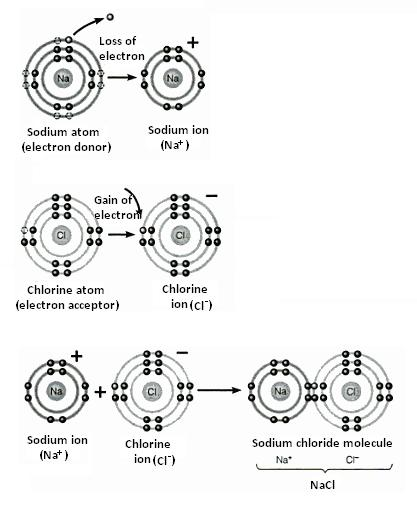 Loss of
electron
+
Na
Na
Sodium atom
(electron donor)
Sodium ion
(Na⁺)
Gain of
electron
–
Cl
Cl
Chlorine atom
(electron acceptor)
Chlorine
ion (Cl⁻)
+
–
Na
+
Cl
Na
Cl
Sodium ion
(Na⁺)
Chlorine
ion (Cl⁻)
Sodium chloride molecule
Na⁺ Cl⁻
NaCl